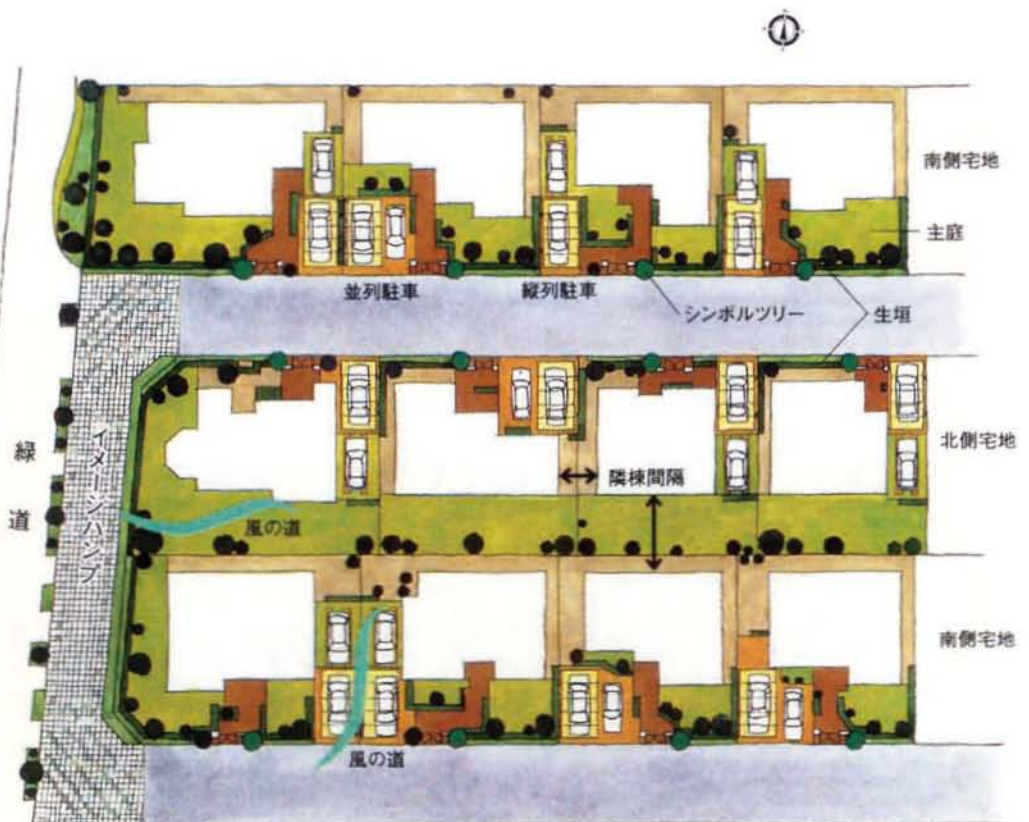 南側宅地
主庭
並列駐車
縦列駐車
シンボルツリー
生垣
緑道
イメージハンプ
北側宅地
隣棟間隔
風の道
南側宅地
風の道